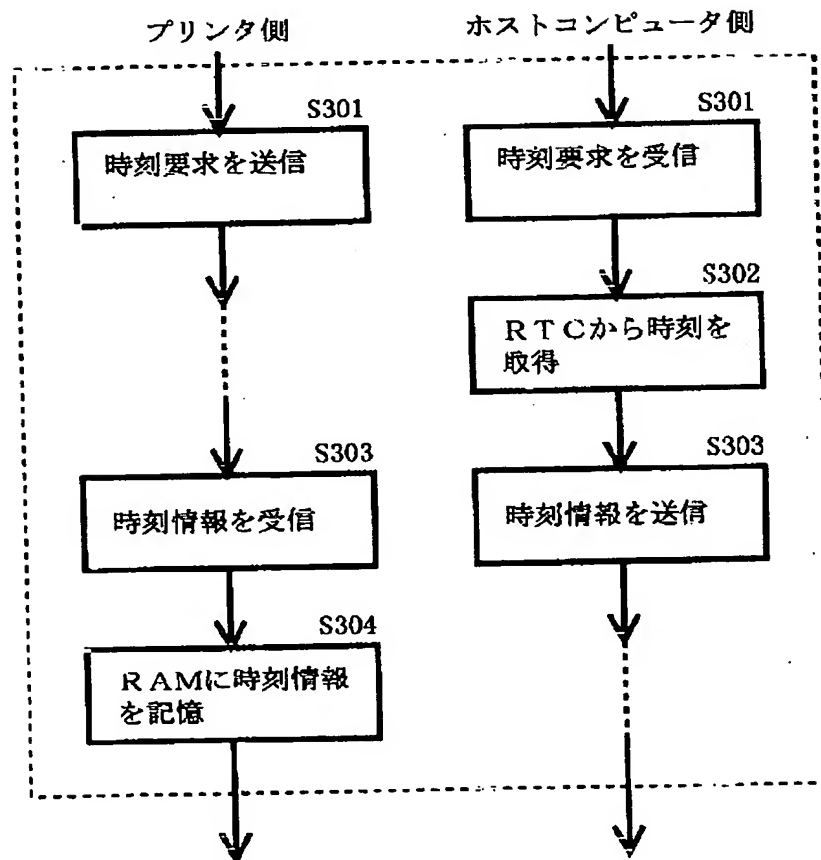 プリンタ側
ホストコンピュータ側
S301
時刻要求を送信
S301
時刻要求を受信
S302
RTCから時刻を
取得
S303
時刻情報を受信
S303
時刻情報を送信
S304
RAMに時刻情報
を記憶